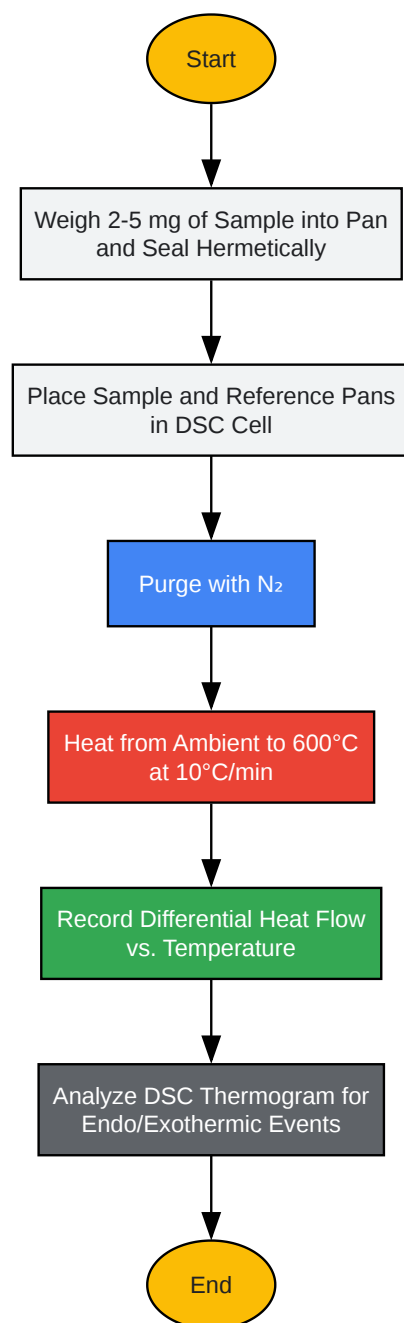 Start
Weigh 2-5 mg of Sample into Pan
and Seal Hermetically
Place Sample and Reference Pans
in DSC Cell
Purge with N₂
Heat from Ambient to 600°C
at 10°C/min
Record Differential Heat Flow
vs. Temperature
Analyze DSC Thermogram for
Endo/Exothermic Events
End